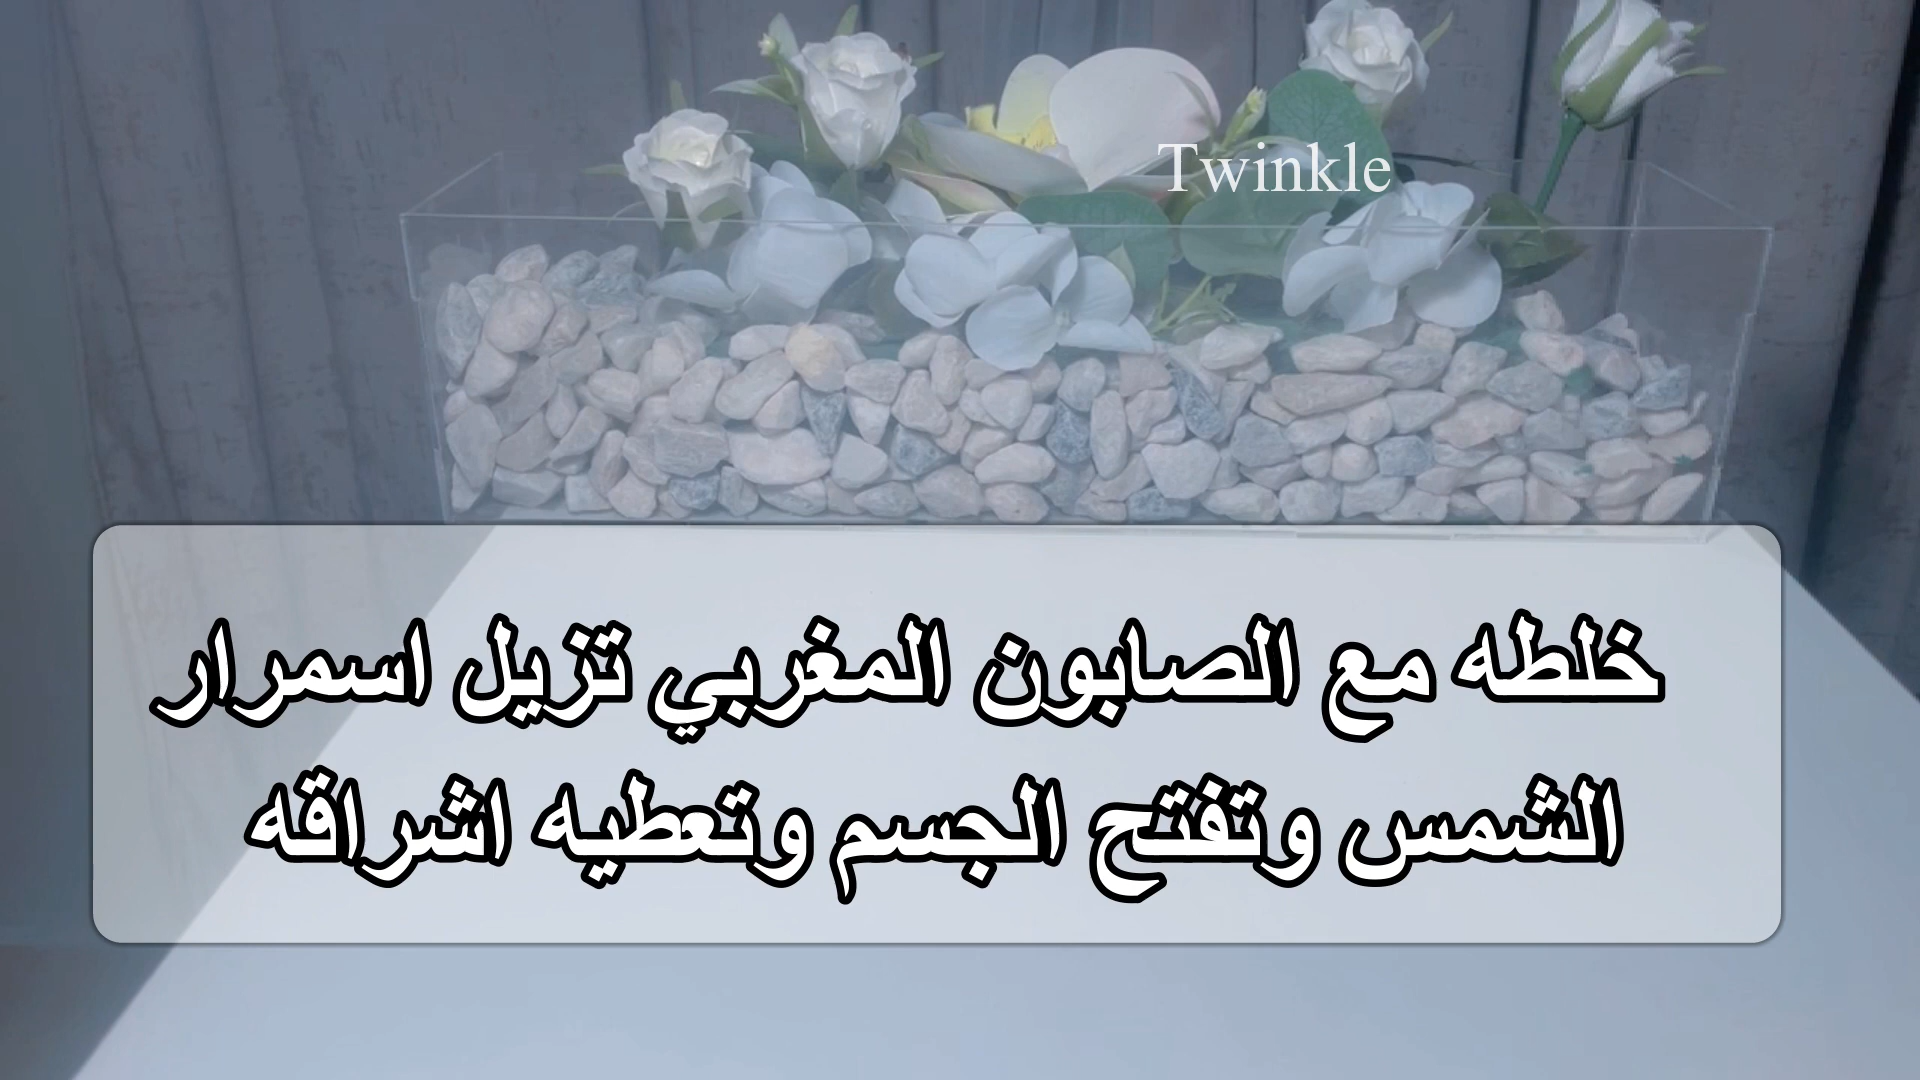 Twinkle
خلطه مع الصابون المغربي تزيل اسمرار
الشمس وتفتح الجسم وتعطيه اشراقه